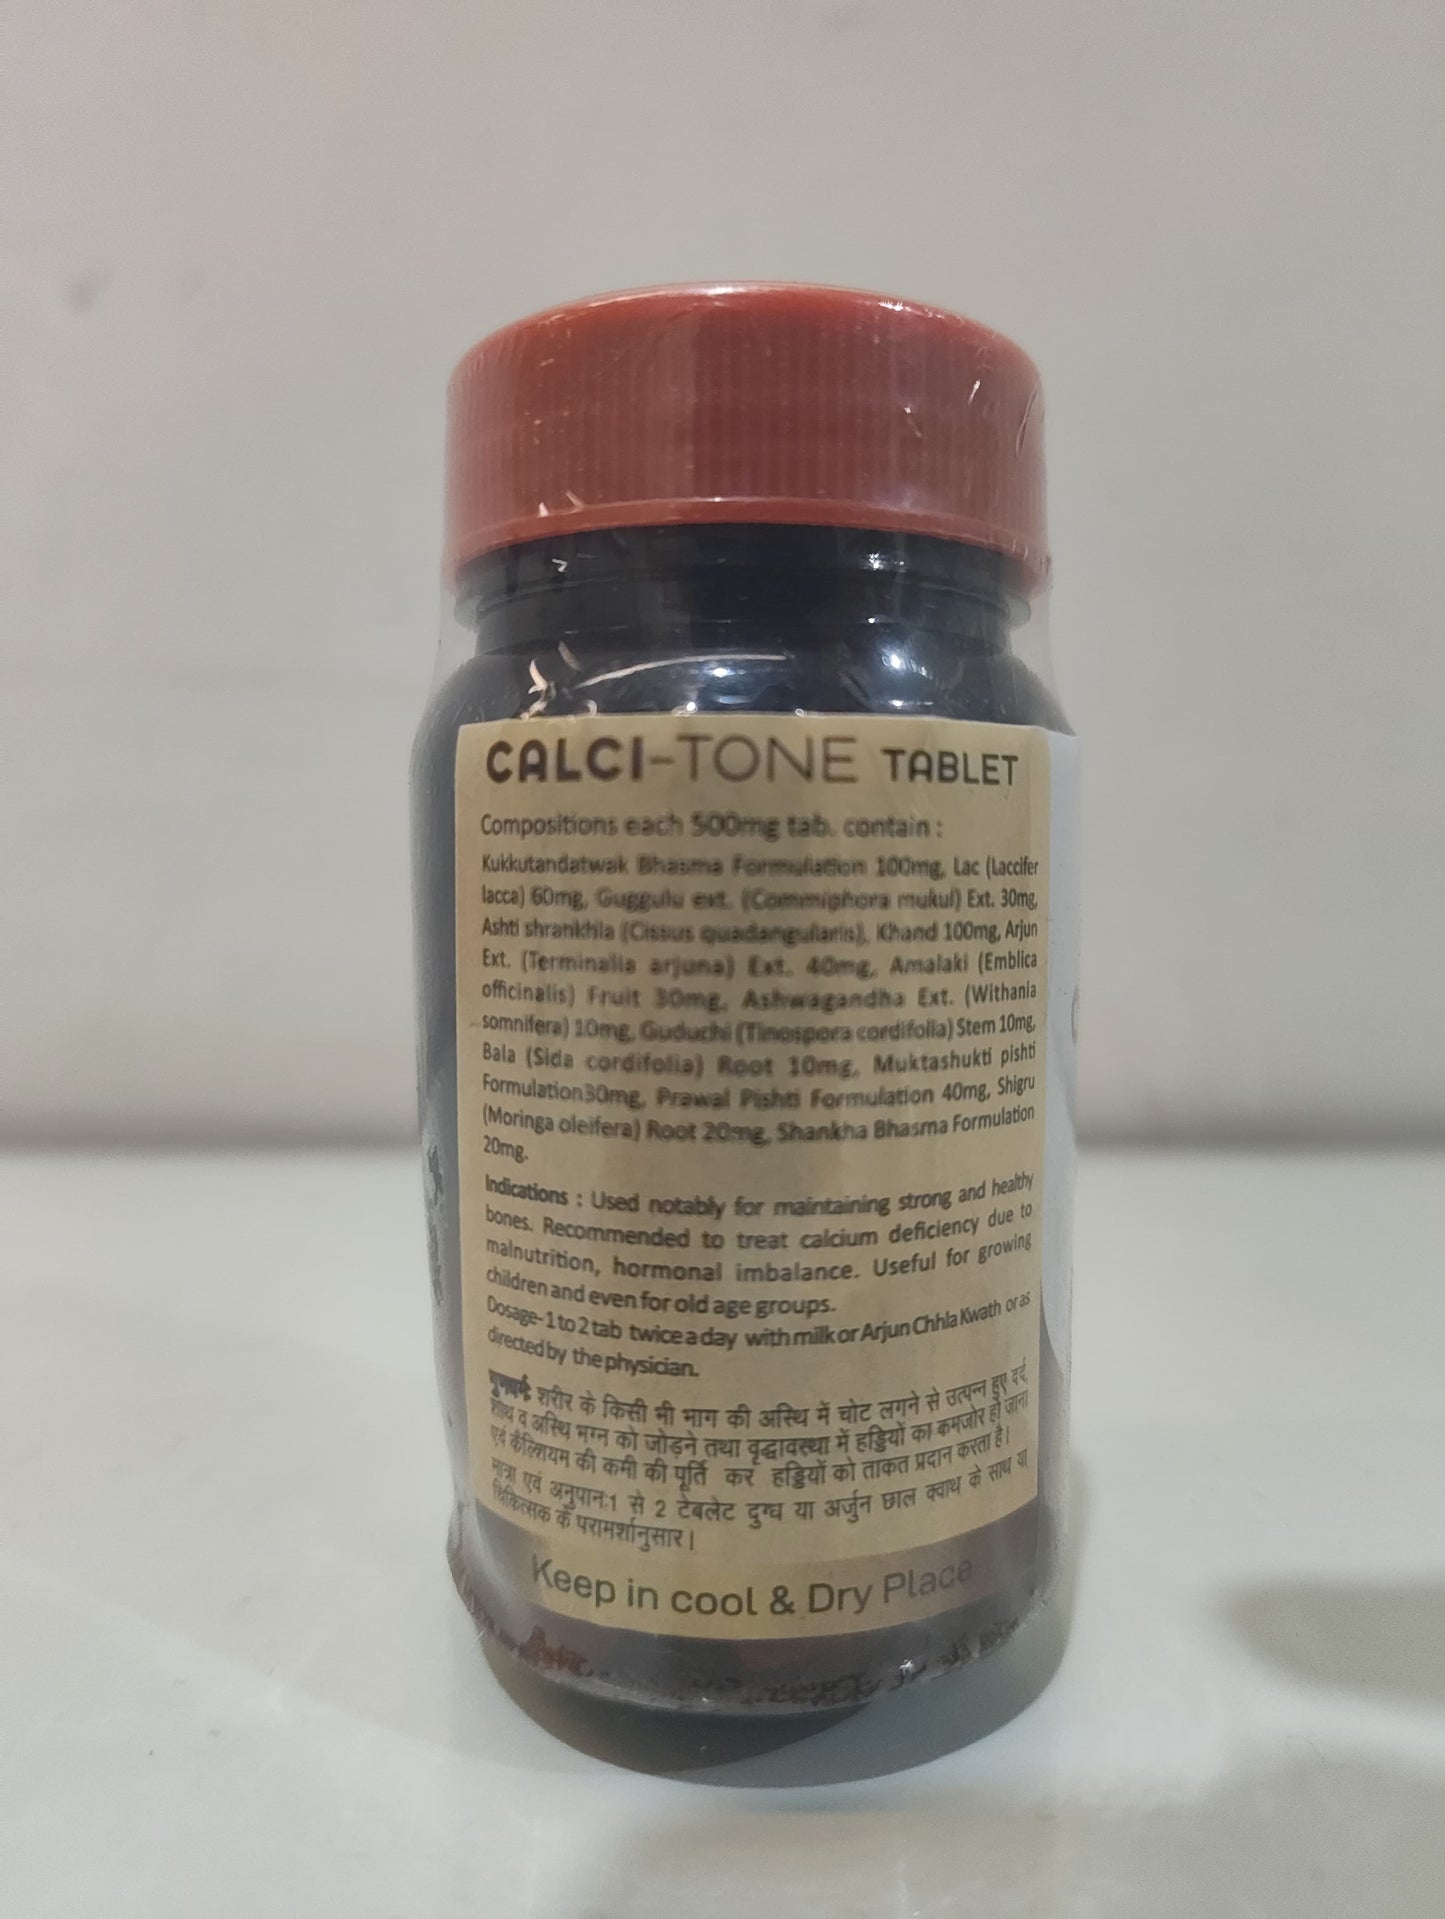 CALCI-TONE TABLET
Compositions each 500mg tab. contain :
Kukkutandatwak Bhasma Formulation 100mg, Lac (Laccifer
lacca) 60mg, Guggulu ext. (Commiphora mukul) Ext. 30mg,
Ashti shrankhla (Cissus quadangularis), Khand 100mg, Arjun
Ext. (Terminalia arjuna) Ext. 40mg, Amalaki (Emblica
officinalis) Fruit 30mg, Ashwagandha Ext. (Withania
somnifera) 10mg, Guduchi (Tinospora cordifolia) Stem 10mg,
Bala (Sida cordifolia) Root 10mg, Muktashukti pishti
Formulation30mg, Prawal Pishti Formulation 40mg, Shigru
(Moringa oleifera) Root 20mg, Shankha Bhasma Formulation
20mg.
Indications : Used notably for maintaining strong and healthy
bones. Recommended to treat calcium deficiency due to
malnutrition, hormonal imbalance. Useful for growing
children and even for old age groups.
Dosage-1 to 2 tab twice a day with milk or Arjun Chhla Kwath or as
directed by the physician.
गुणधर्म: शरीर के किसी भी भाग की अस्थि में चोट लगने से उत्पन्न हुए दर्द,
शोथ व अस्थि भग्न को जोड़ने तथा वृद्धावस्था में हड्डियों का कमजोर हो जाना
एवं कैल्शियम की कमी की पूर्ति कर हड्डियों को ताकत प्रदान करता है।
मात्रा एवं अनुपान:1 से 2 टेबलेट दुग्ध या अर्जुन छाल क्वाथ के साथ या
चिकित्सक के परामर्शानुसार।
Keep in cool & Dry Place